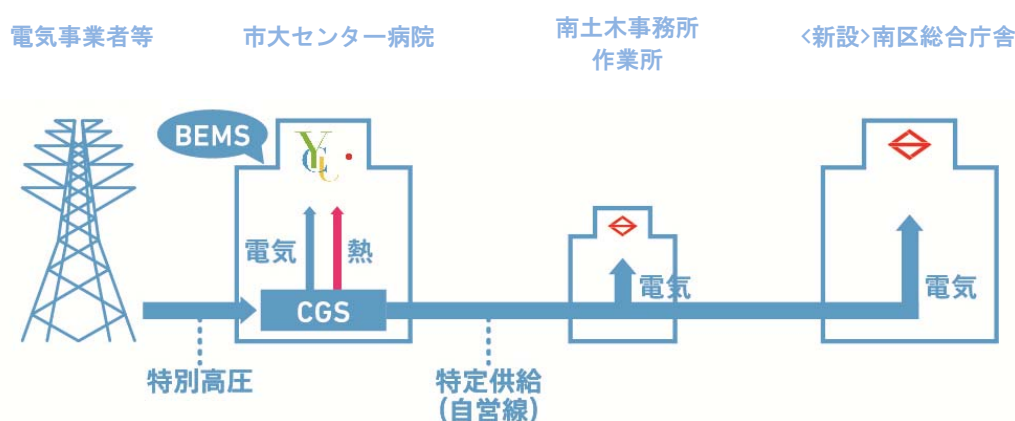 電気事業者等
市大センター病院
南土木事務所
作業所
<新設>南区総合庁舎
BEMS
YCU
電気
熱
CGS
電気
電気
特別高圧
特定供給
(自営線)